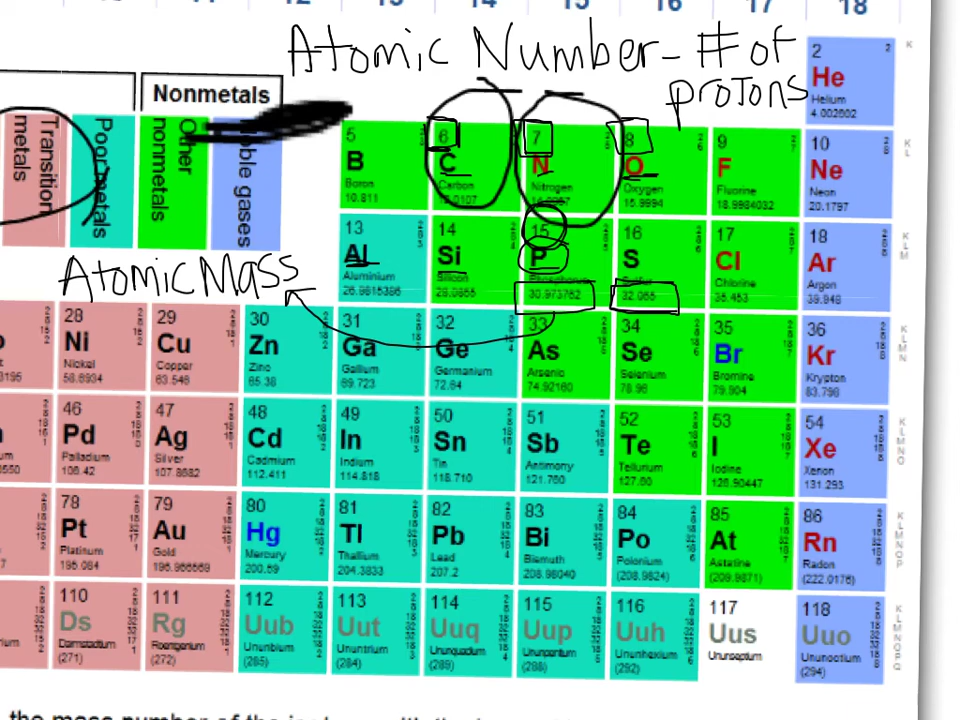 14 15 16 17 18
Atomic Number - # of
protons
Nonmetals
Transition
metals
Poor metals
Other
nonmetals
Noble gases
2 2 K
He
Helium
4.002602
5 6 7 8 9 10
B C N O F Ne
Boron Carbon Nitrogen Oxygen Fluorine Neon
10.811 12.0107 15.9994 18.9984032 20.1797
K
L
13 14 15 16 17 18
Al Si P S Cl Ar
Aluminium Silicon Phosphorus Sulfur Chlorine Argon
26.9815386 28.0855 30.973762 32.065 35.453 39.948
K
L
M
Atomic Mass
28 29 30 31 32 33 34 35 36
Ni Cu Zn Ga Ge As Se Br Kr
Nickel Copper Zinc Gallium Germanium Arsenic Selenium Bromine Krypton
58.6934 63.546 65.38 69.723 72.64 74.92160 78.96 79.904 83.798
K
L
M
N
46 47 48 49 50 51 52 53 54
Pd Ag Cd In Sn Sb Te I Xe
Palladium Silver Cadmium Indium Tin Antimony Tellurium Iodine Xenon
106.42 107.8682 112.411 114.818 118.710 121.760 127.60 126.90447 131.293
K
L
M
N
O
78 79 80 81 82 83 84 85 86
Pt Au Hg Tl Pb Bi Po At Rn
Platinum Gold Mercury Thallium Lead Bismuth Polonium Astatine Radon
195.084 196.966569 200.59 204.3833 207.2 208.98040 (208.9824) (209.9871) (222.0176)
K
L
M
N
O
P
110 111 112 113 114 115 116 117 118
Ds Rg Uub Uut Uuq Uup Uuh Uus Uuo
Darmstadtium Roentgenium Ununbium Ununtrium Ununquadium Ununpentium Ununhexium Ununseptium Ununoctium
(271) (272) (285) (284) (289) (288) (292) (294)
K
L
M
N
O
P
Q